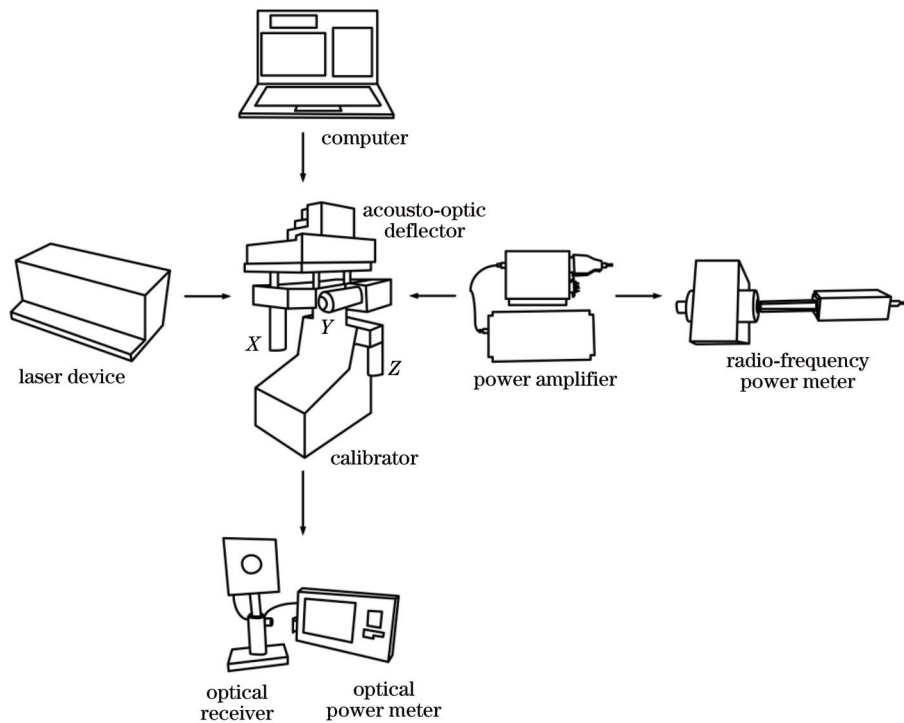 computer
acousto-optic
deflector
X
Y
Z
laser device
power amplifier
radio-frequency
power meter
calibrator
optical
receiver
optical
power meter